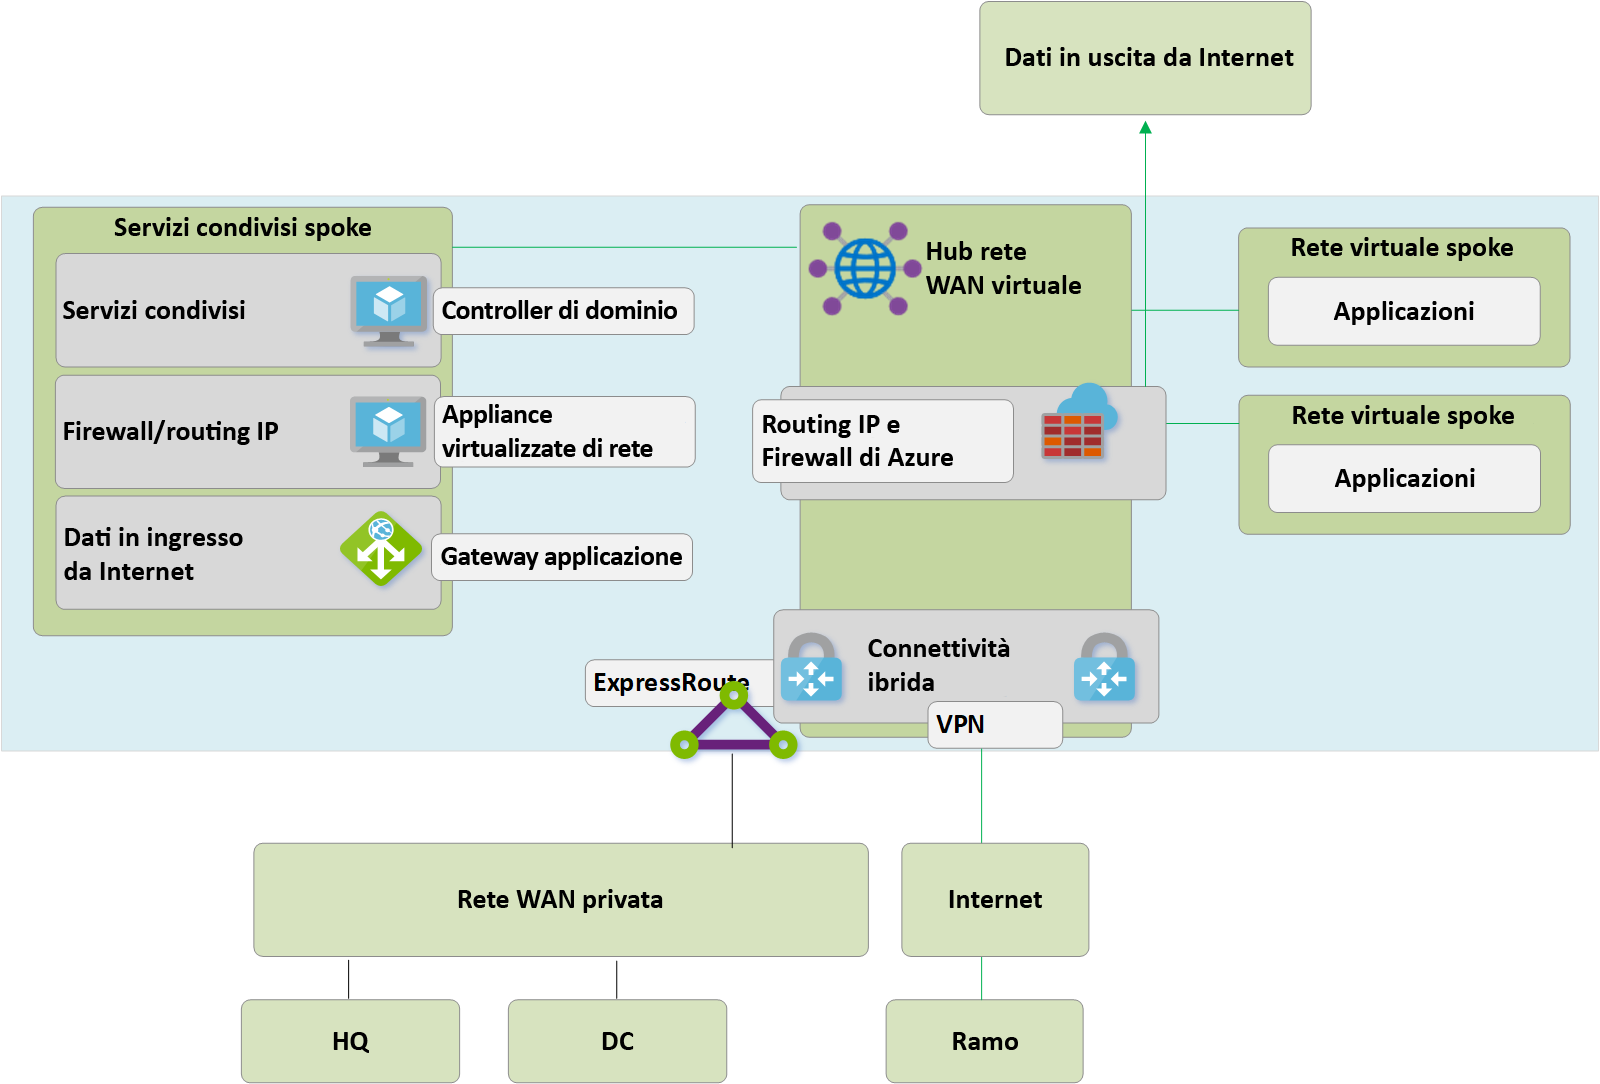 Dati in uscita da Internet
Servizi condivisi spoke
Servizi condivisi
Controller di dominio
Firewall/routing IP
Appliance
virtualizzate di rete
Dati in ingresso
da Internet
Gateway applicazione
Hub rete
WAN virtuale
Routing IP e
Firewall di Azure
Rete virtuale spoke
Applicazioni
Rete virtuale spoke
Applicazioni
Connettività
ibrida
ExpressRoute
VPN
Rete WAN privata
Internet
HQ
DC
Ramo